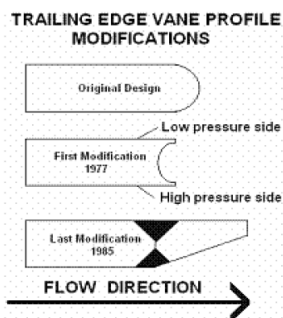 TRAILING EDGE VANE PROFILE
MODIFICATIONS
Original Design
Low pressure side
First Modification
1977
High pressure side
Last Modification
1985
FLOW DIRECTION